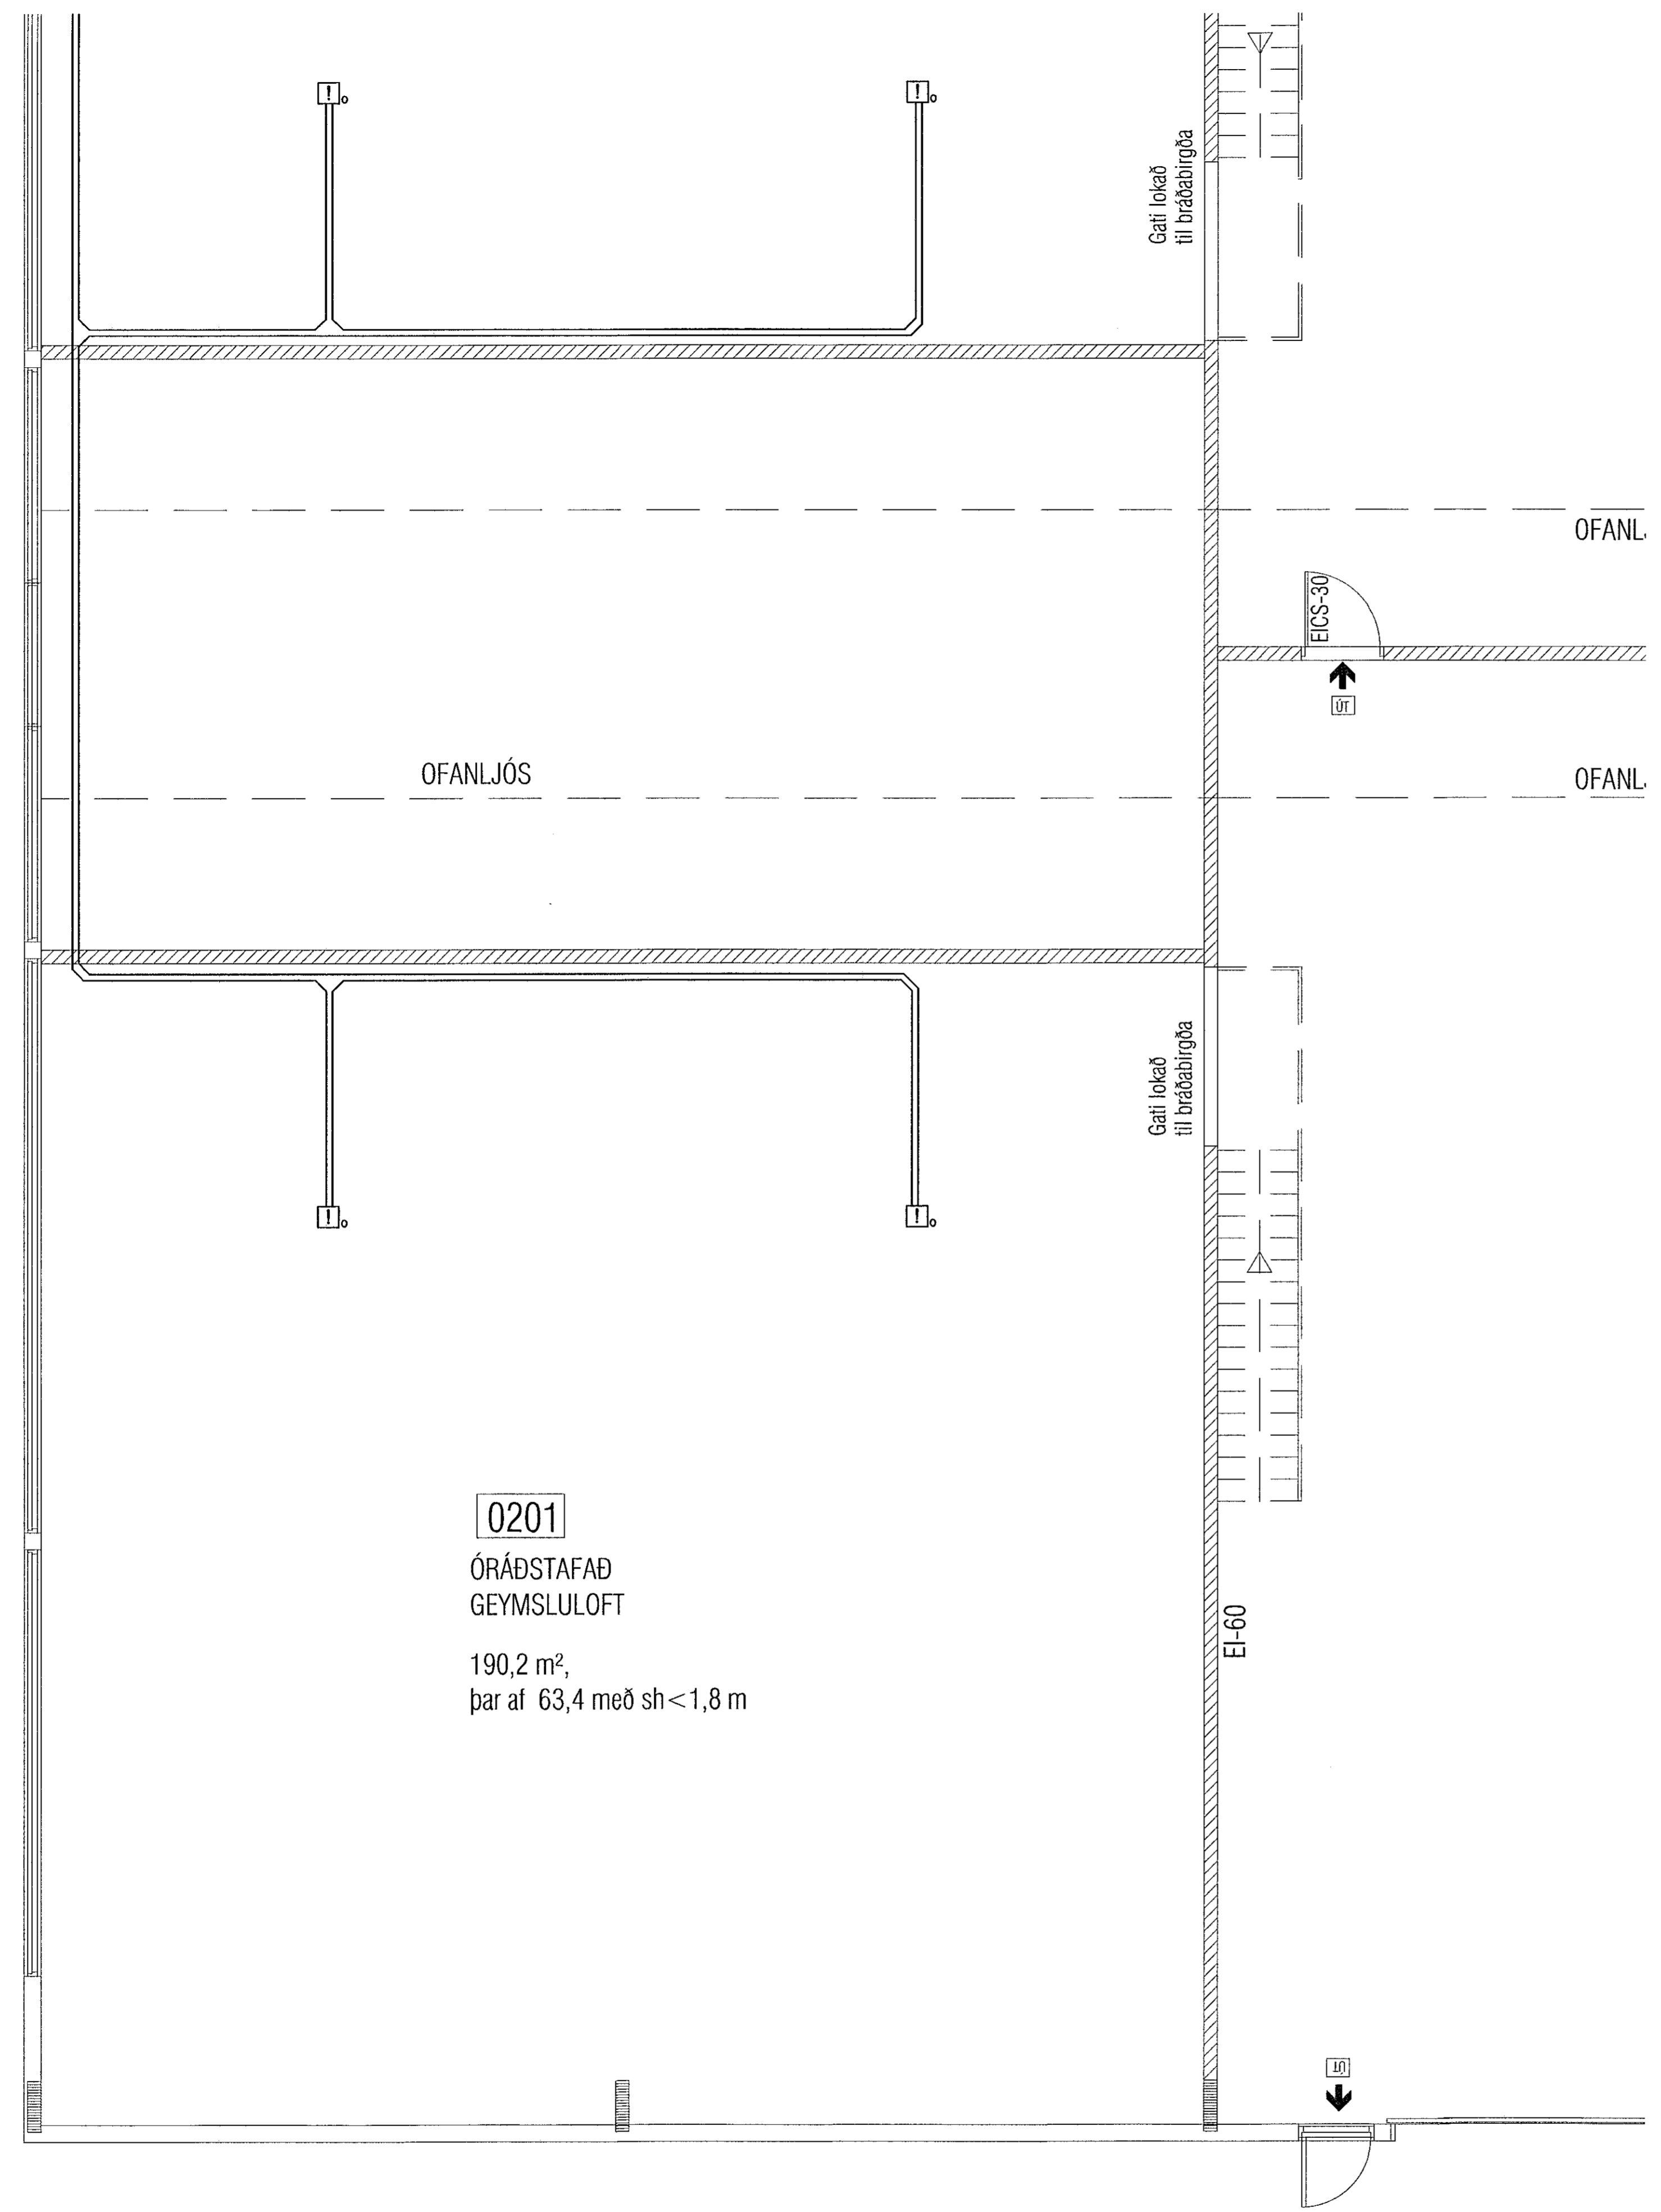 !
!
Gati lokað
til bráðabirgða
OFANL
EICS-30
ÚT
OFANLJÓS
OFANL
Gati lokað
til bráðabirgða
!
!
0201
ÓRÁÐSTAFAÐ
GEYMSLULOFT
190,2 m²,
þar af 63,4 með sh<1,8 m
EI-60
ÚT